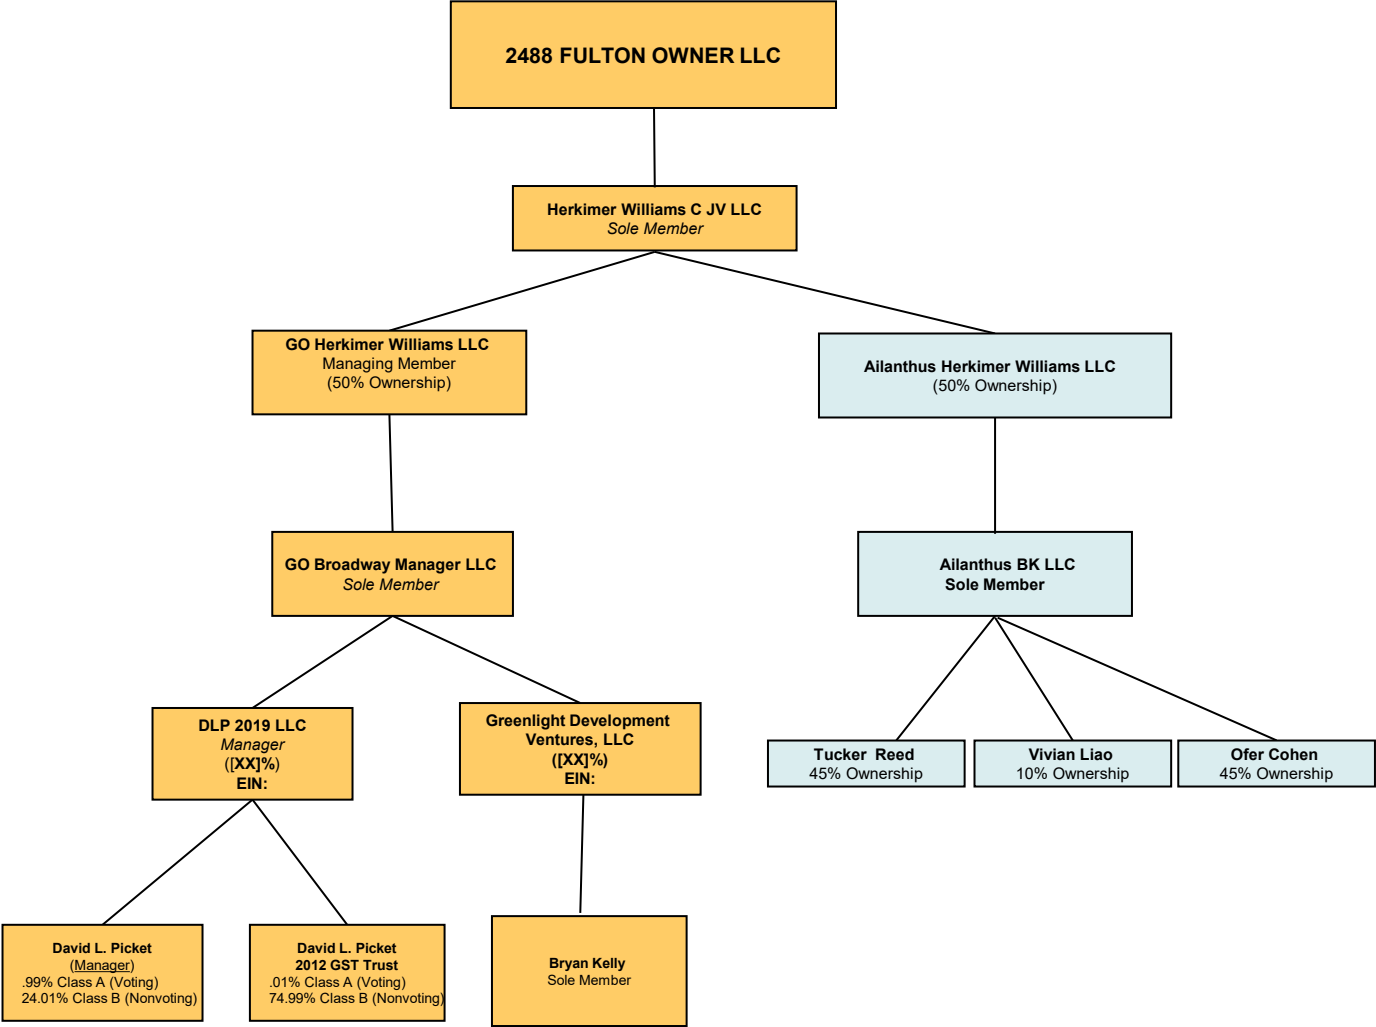 2488 FULTON OWNER LLC
Herkimer Williams C JV LLC
Sole Member
GO Herkimer Williams LLC
Managing Member
(50% Ownership)
Ailanthus Herkimer Williams LLC
(50% Ownership)
GO Broadway Manager LLC
Sole Member
Ailanthus BK LLC
Sole Member
DLP 2019 LLC
Manager
([XX]%)
EIN:
Greenlight Development
Ventures, LLC
([XX]%)
EIN:
Tucker Reed
45% Ownership
Vivian Liao
10% Ownership
Ofer Cohen
45% Ownership
David L. Picket
(Manager)
.99% Class A (Voting)
24.01% Class B (Nonvoting)
David L. Picket
2012 GST Trust
.01% Class A (Voting)
74.99% Class B (Nonvoting)
Bryan Kelly
Sole Member